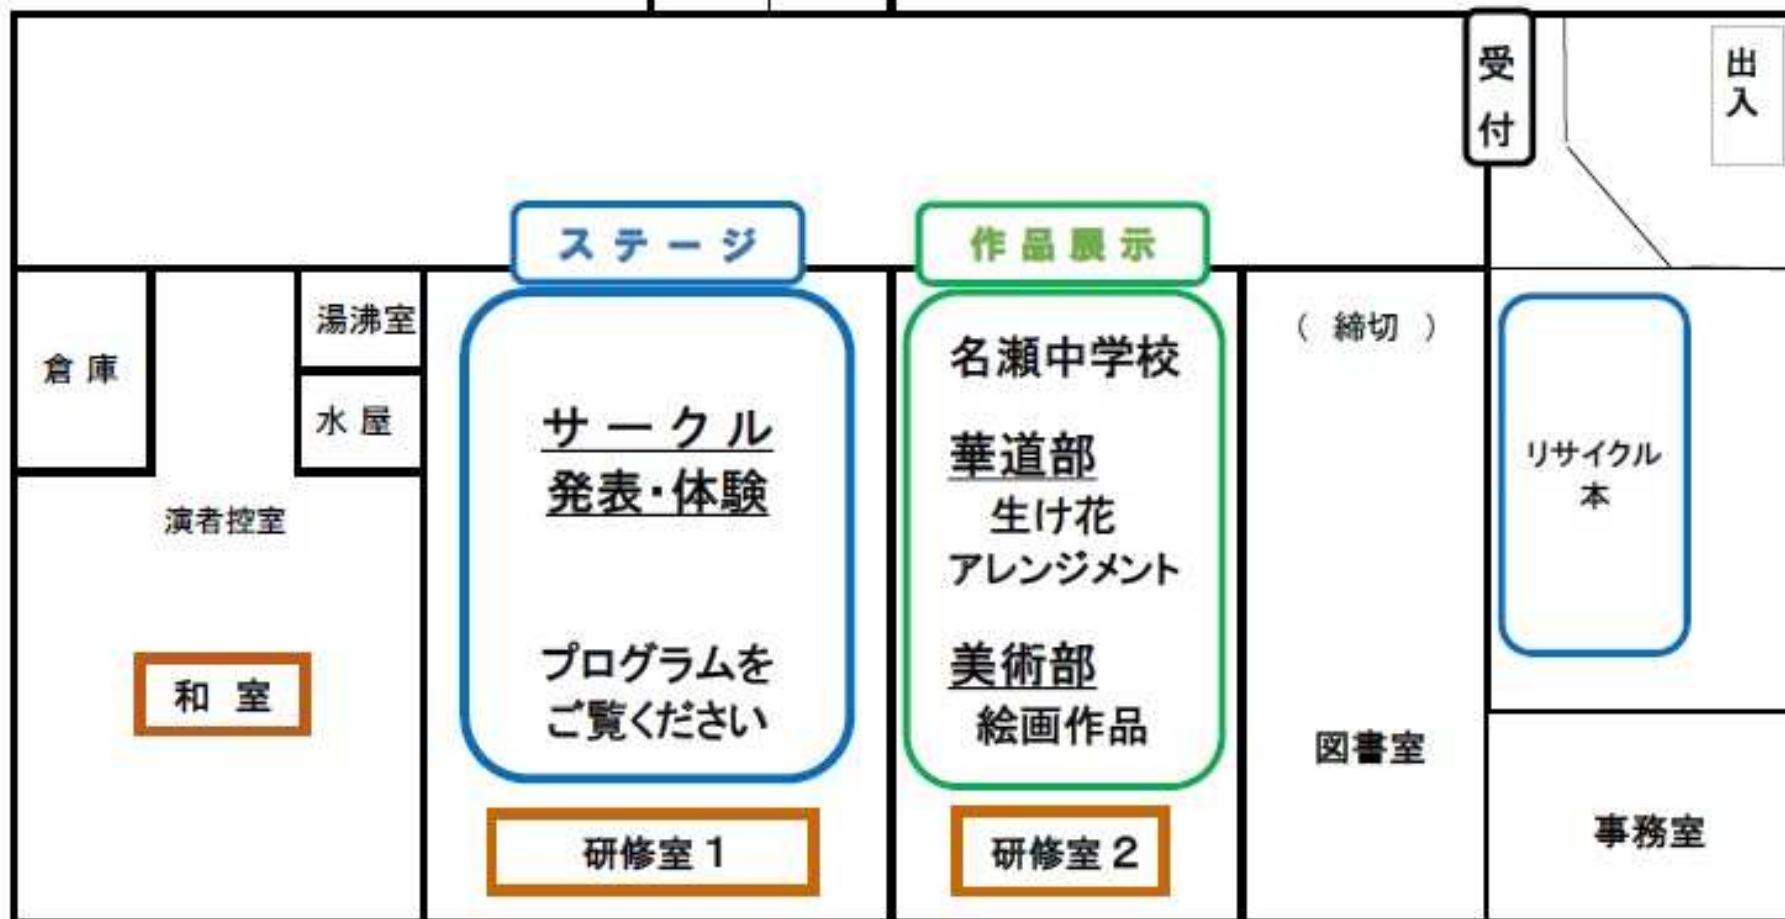 受付
出入
ステージ
作品展示
倉庫
湯沸室
水屋
演者控室
和室
サークル
発表・体験
プログラムを
ご覧ください
研修室1
名瀬中学校
華道部
生け花
アレンジメント
美術部
絵画作品
研修室2
（ 締切 ）
図書室
リサイクル
本
事務室